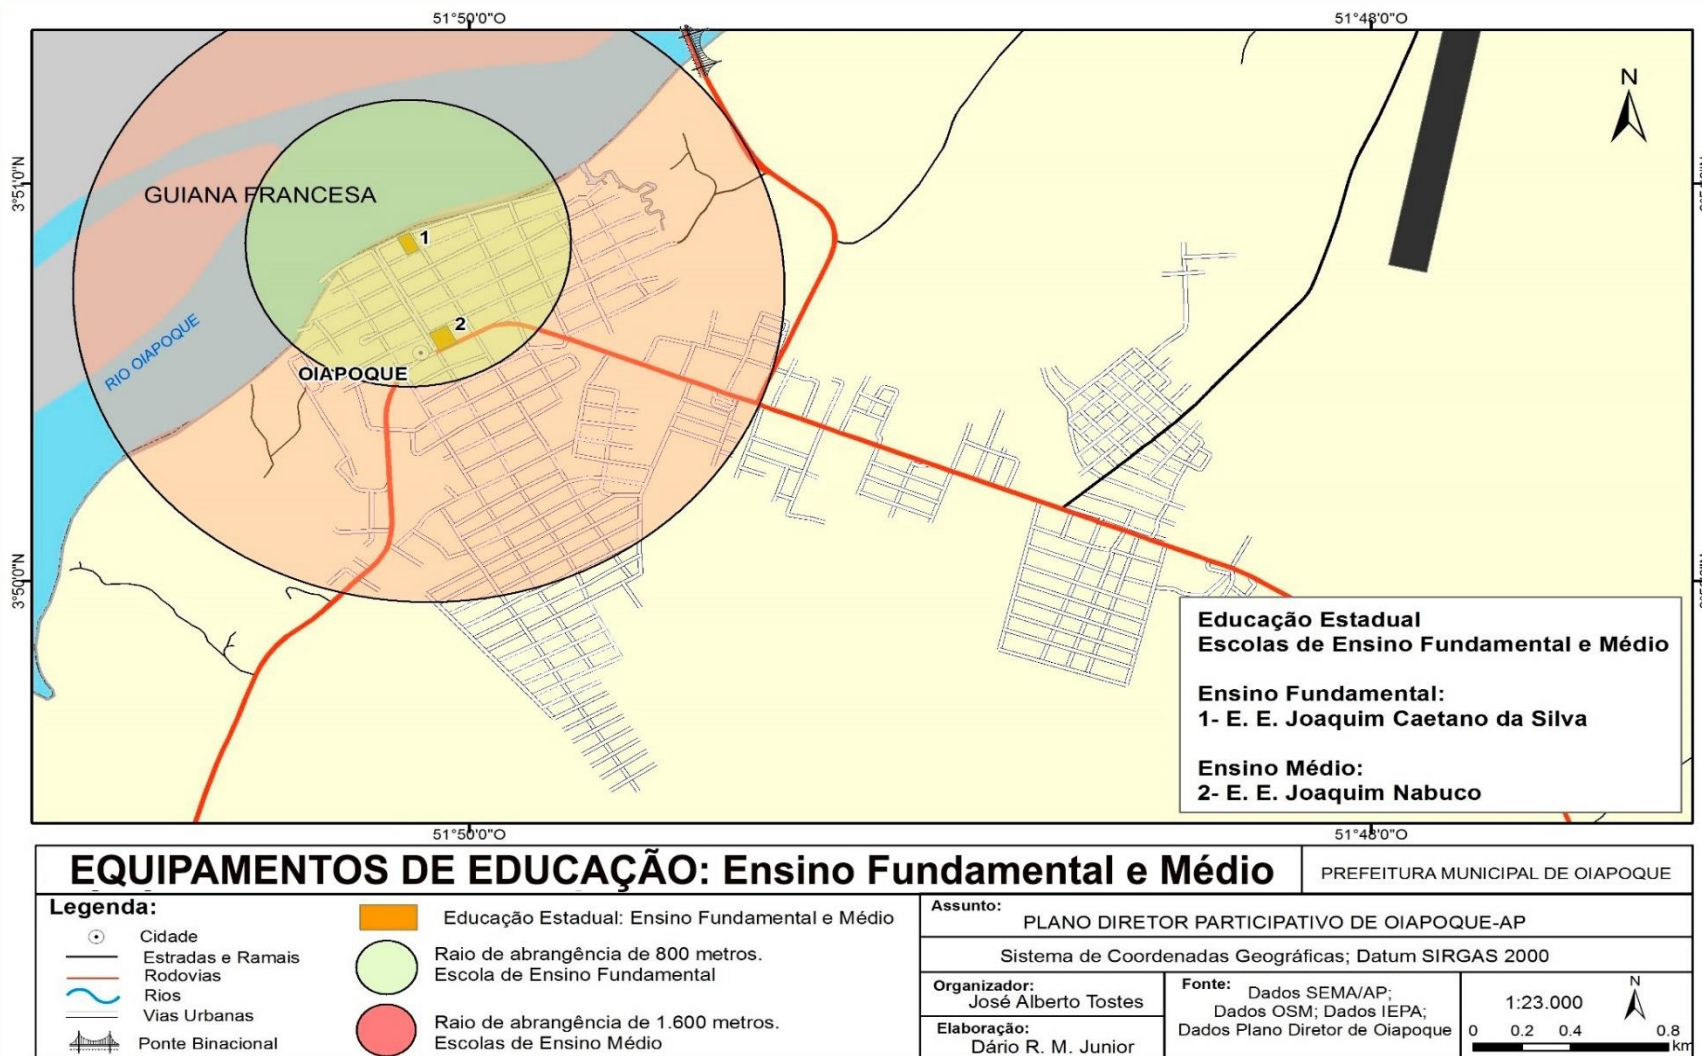 51°50'0"O
51°48'0"O
N
3°51'0"N
GUIANA FRANCESA
1
2
RIO OIAPOQUE
OIAPOQUE
3°50'0"N
Educação Estadual
Escolas de Ensino Fundamental e Médio
Ensino Fundamental:
1- E. E. Joaquim Caetano da Silva
Ensino Médio:
2- E. E. Joaquim Nabuco
51°50'0"O
51°48'0"O
EQUIPAMENTOS DE EDUCAÇÃO: Ensino Fundamental e Médio
PREFEITURA MUNICIPAL DE OIAPOQUE
Legenda:
Cidade
Estradas e Ramais
Rodovias
Rios
Vias Urbanas
Ponte Binacional
Educação Estadual: Ensino Fundamental e Médio
Raio de abrangência de 800 metros.
Escola de Ensino Fundamental
Raio de abrangência de 1.600 metros.
Escolas de Ensino Médio
Assunto:
PLANO DIRETOR PARTICIPATIVO DE OIAPOQUE-AP
Sistema de Coordenadas Geográficas; Datum SIRGAS 2000
Organizador:
José Alberto Tostes
Elaboração:
Dário R. M. Junior
Fonte: Dados SEMA/AP;
Dados OSM; Dados IEPA;
Dados Plano Diretor de Oiapoque
1:23.000
N
0 0.2 0.4 0.8
km